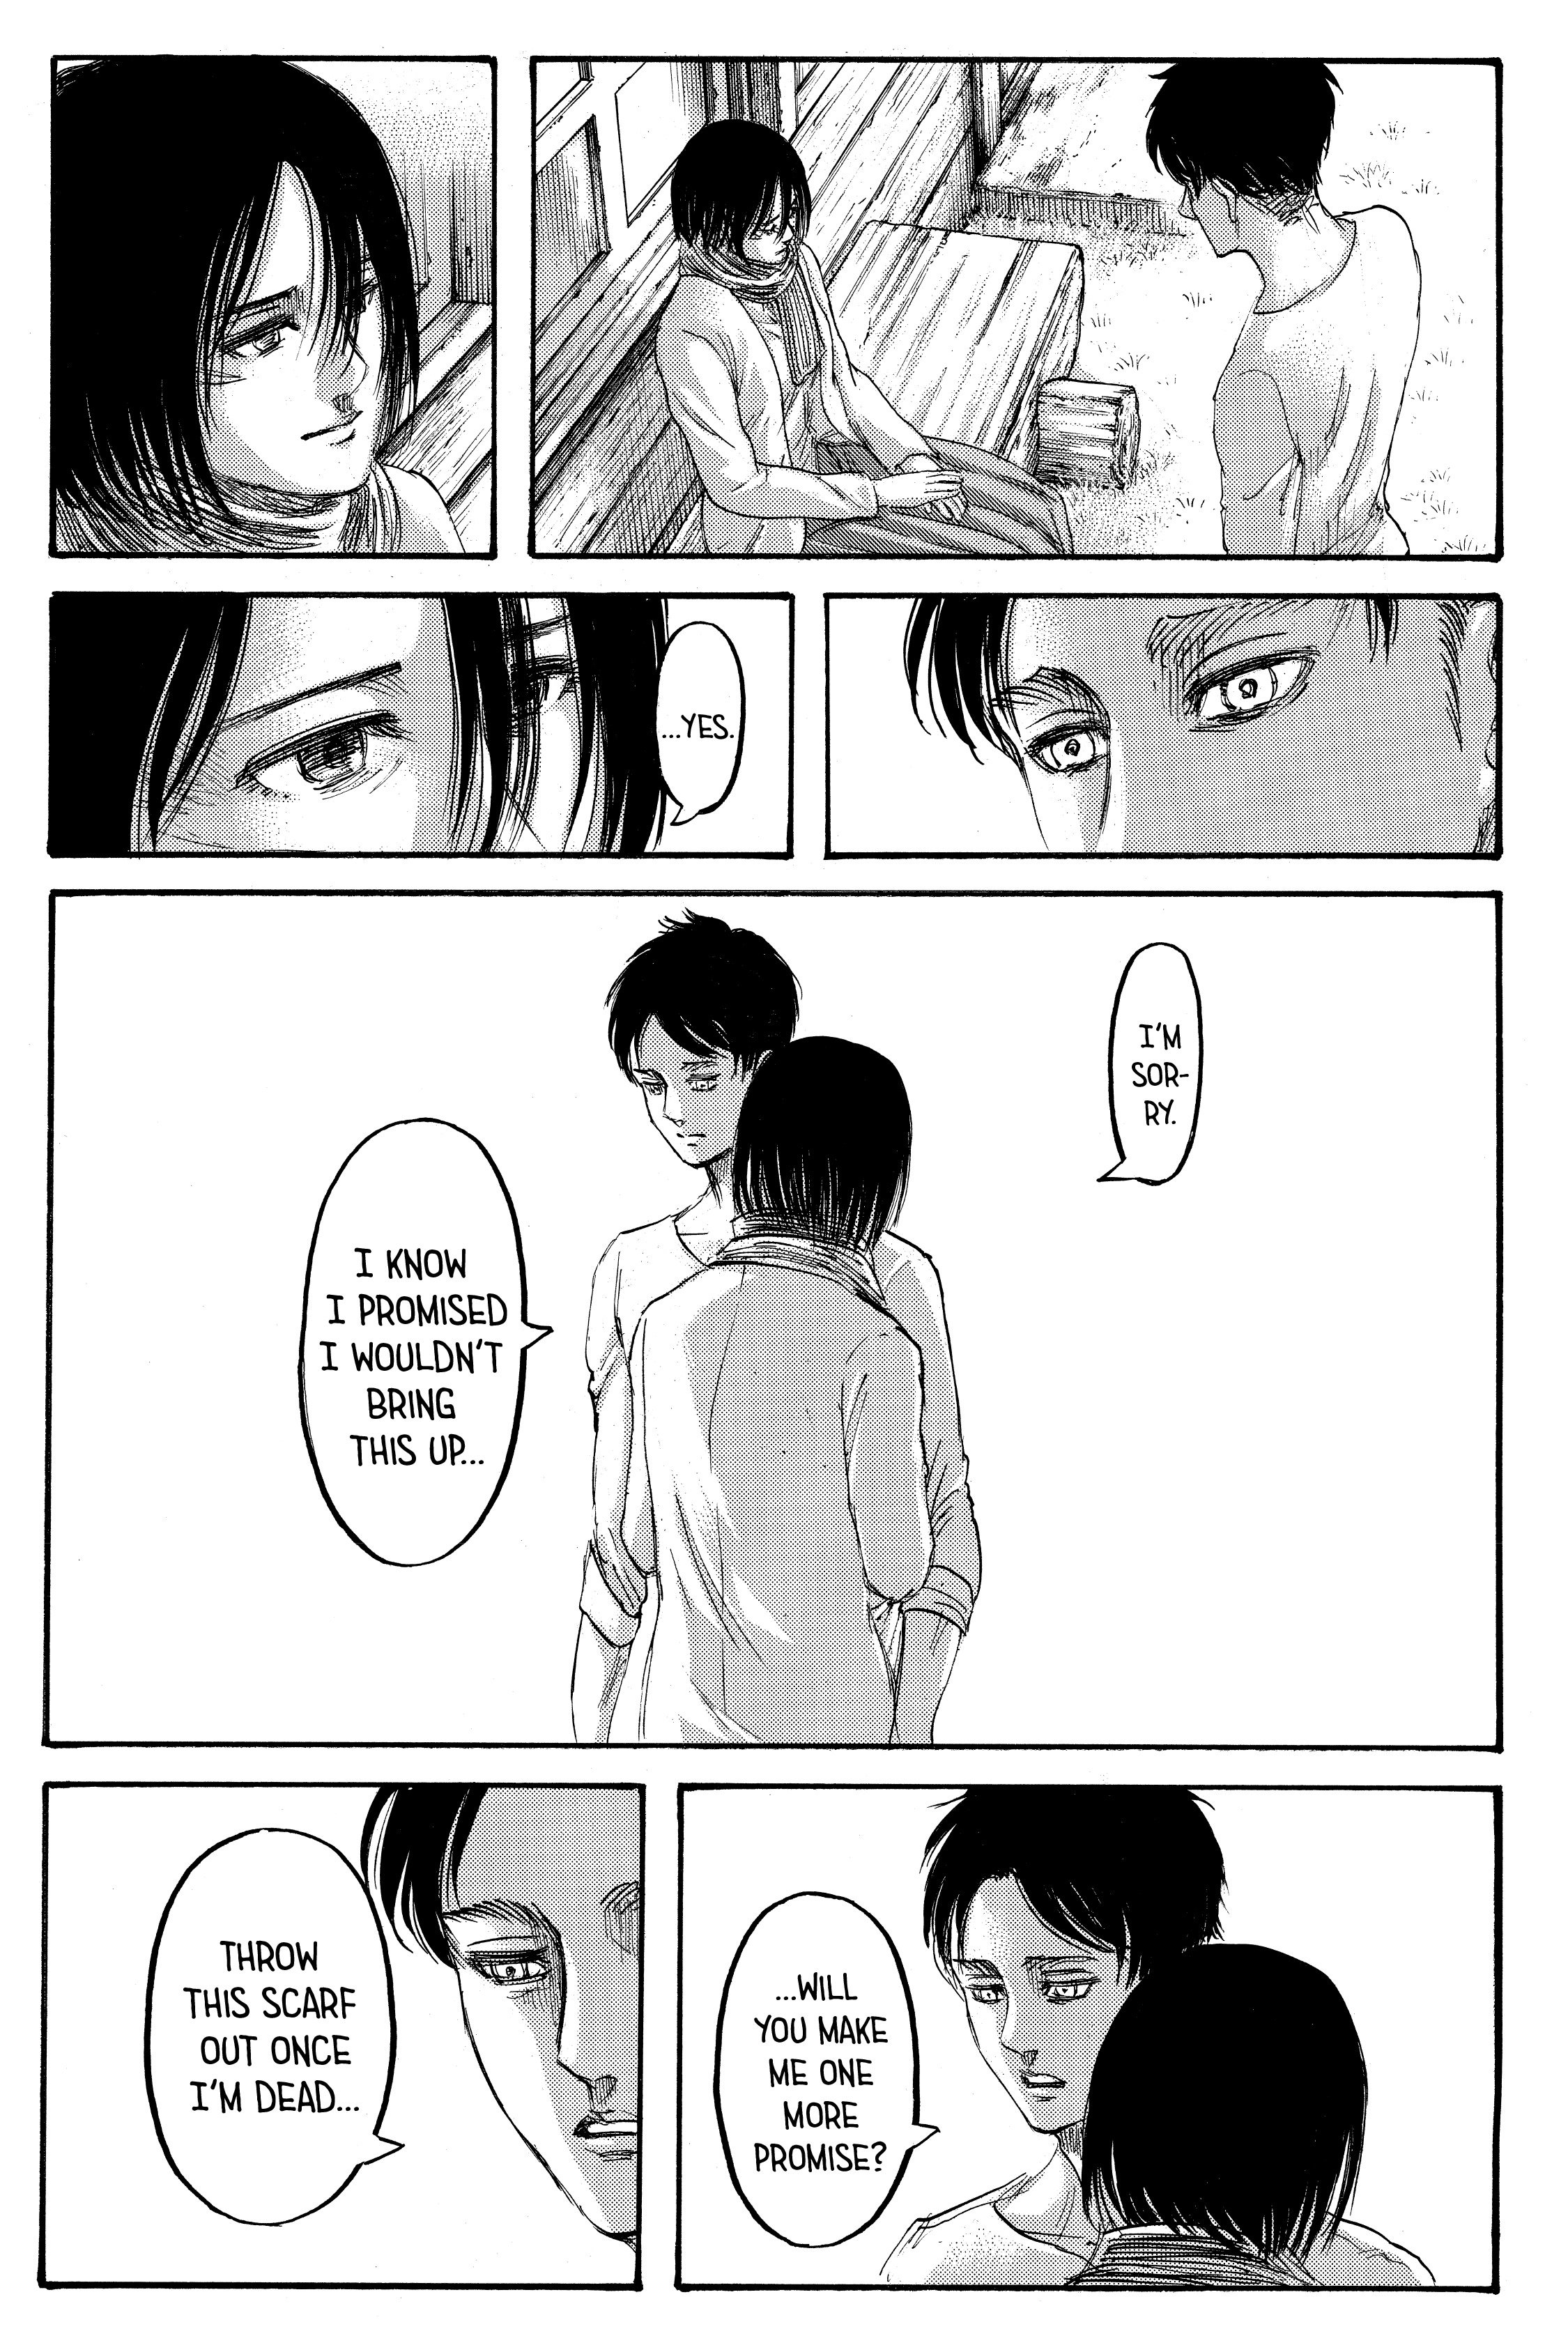 ...YES.
I'M
SOR-
RY.
I KNOW
I PROMISED
I WOULDN'T
BRING
THIS UP...
...WILL
YOU MAKE
ME ONE
MORE
PROMISE?
THROW
THIS SCARF
OUT ONCE
I'M DEAD...